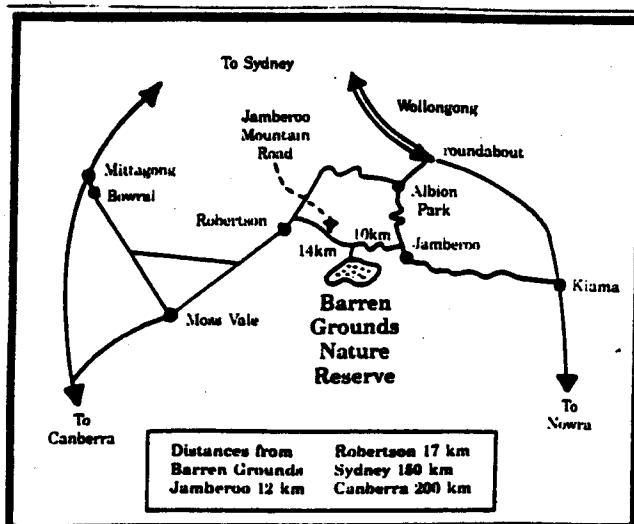 To Sydney
Wollongong
Jamberoo
Mountain
Road
roundabout
Mittagong
Bowral
Albion
Park
Robertson
10km
14km
Jamberoo
Kiama
Barren
Grounds
Nature
Reserve
Moss Vale
To
Canberra
To
Nowra
Distances from
Barren Grounds
Jamberoo 12 km
Robertson 17 km
Sydney 150 km
Canberra 200 km